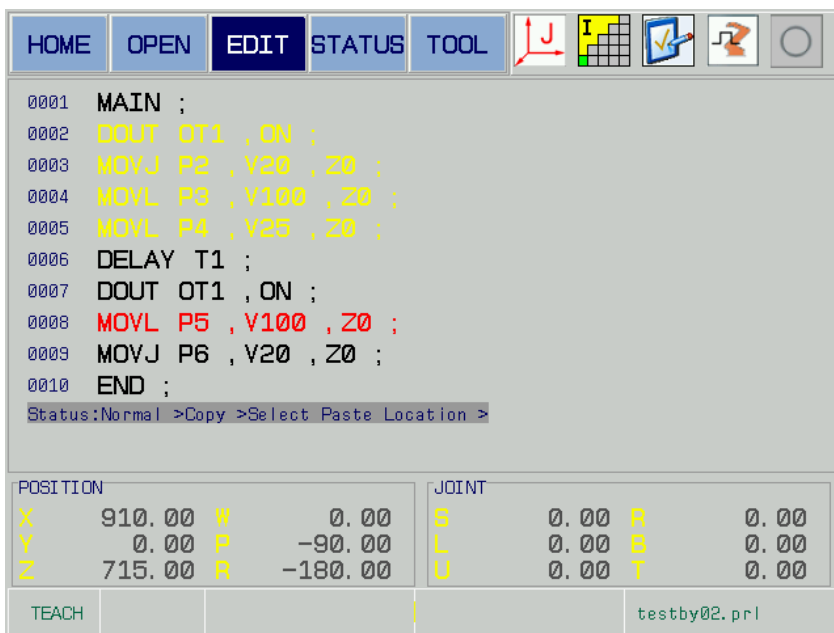 HOME OPEN EDIT STATUS TOOL J I
0001 MAIN ;
0002 DOUT OT1 , ON ;
0003 MOVJ P2 , V20 , Z0 ;
0004 MOVL P3 , V100 , Z0 ;
0005 MOVL P4 , V25 , Z0 ;
0006 DELAY T1 ;
0007 DOUT OT1 , ON ;
0008 MOVL P5 , V100 , Z0 ;
0009 MOVJ P6 , V20 , Z0 ;
0010 END ;
Status:Normal >Copy >Select Paste Location >
POSITION JOINT
X 910.00 W 0.00 S 0.00 R 0.00
Y 0.00 P -90.00 L 0.00 B 0.00
Z 715.00 R -180.00 U 0.00 T 0.00
TEACH testby02.prl